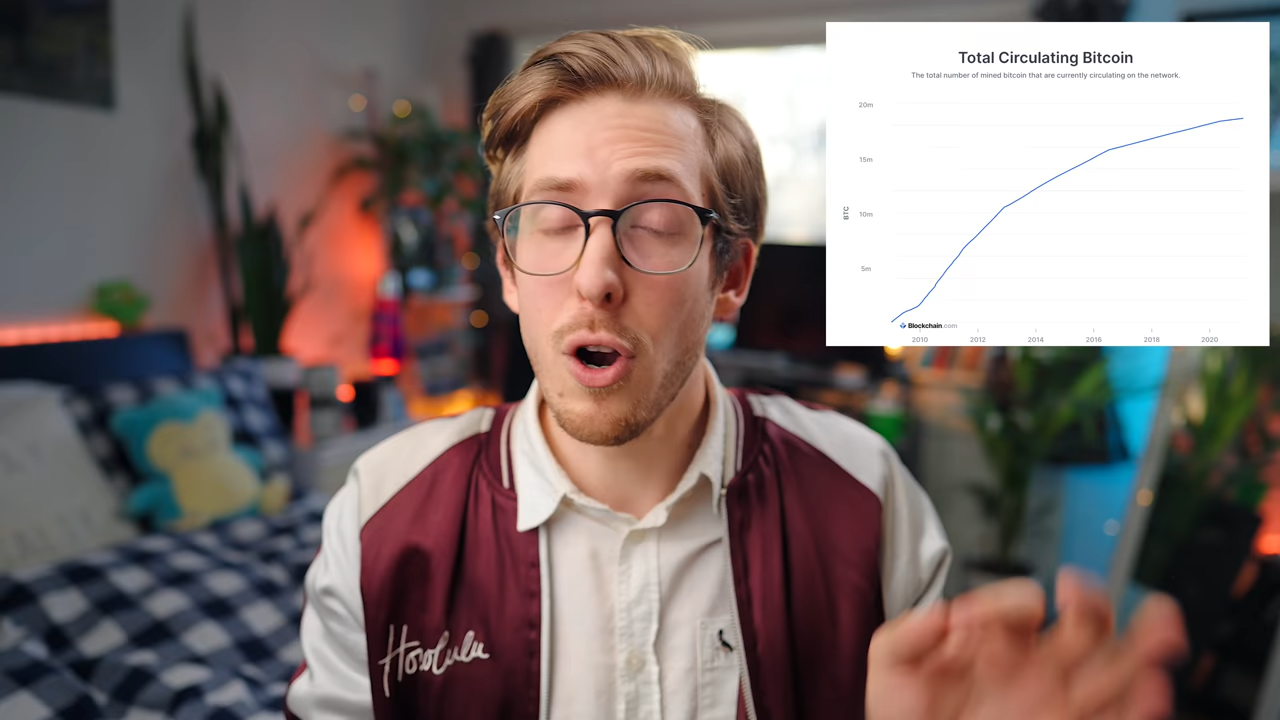 Total Circulating Bitcoin
The total number of mined bitcoin that are currently circulating on the network.
20m
15m
10m
5m
BTC
Blockchain.com
2010 2012 2014 2016 2018 2020
Honolulu